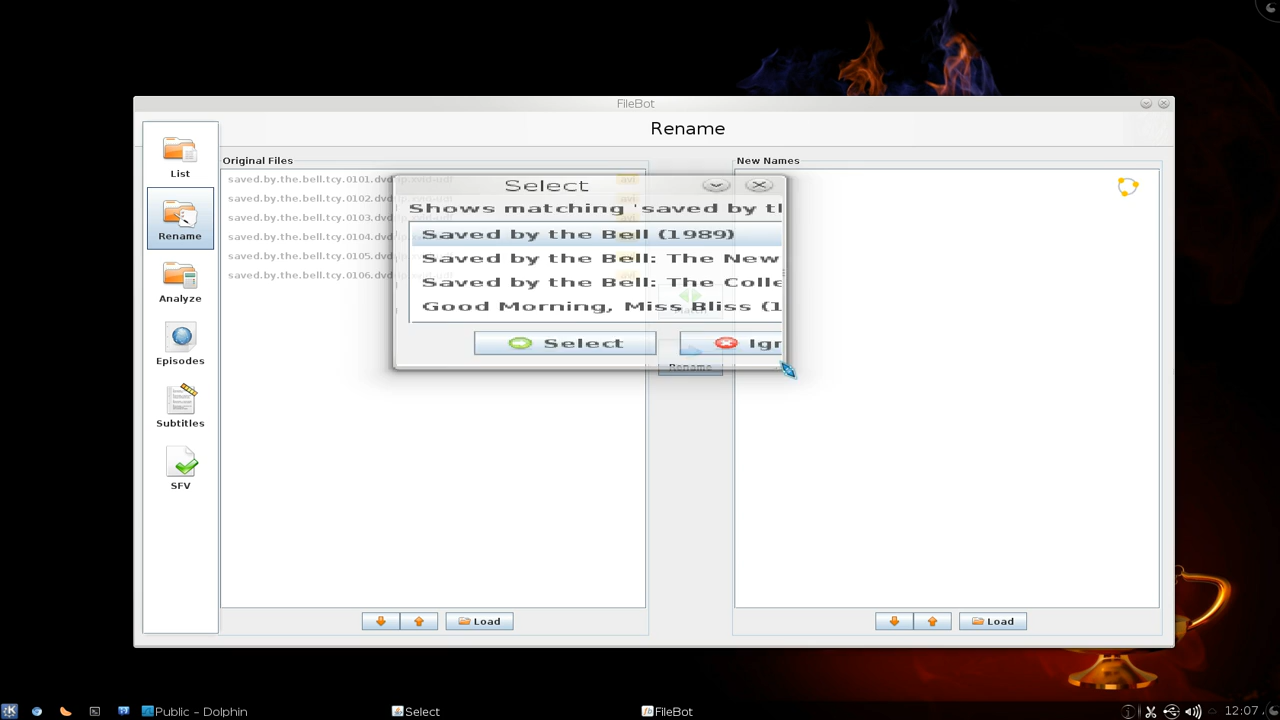 FileBot
Rename
List
Rename
Analyze
Episodes
Subtitles
SFV
Original Files
saved.by.the.bell.tcy.0101.dvd
saved.by.the.bell.tcy.0102.dvd
saved.by.the.bell.tcy.0103.dvd
saved.by.the.bell.tcy.0104.dvd
saved.by.the.bell.tcy.0105.dvd
saved.by.the.bell.tcy.0106.dvd
Select
Shows matching 'saved by th
Saved by the Bell (1989)
Saved by the Bell: The New
Saved by the Bell: The Colle
Good Morning, Miss Bliss (1
Select
Ign
Rename
New Names
Load
Load
Public – Dolphin
Select
FileBot
12:07